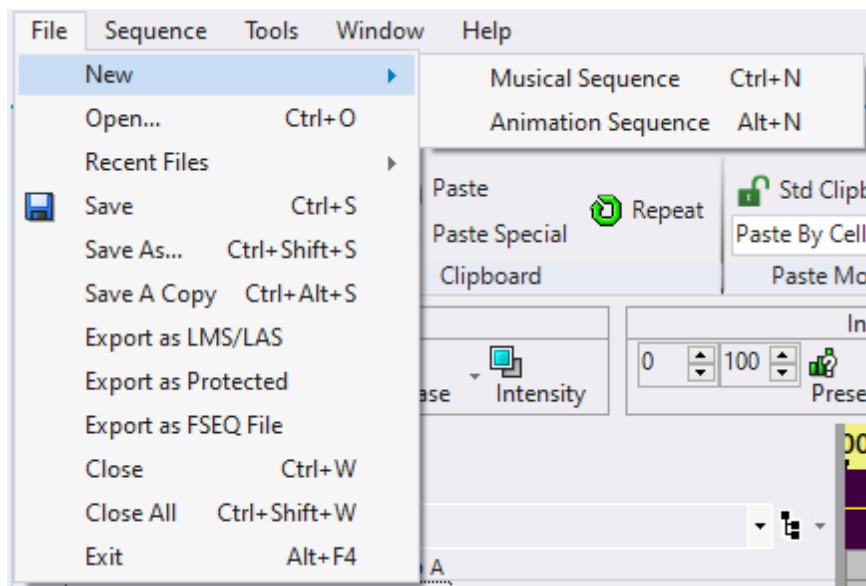 File Sequence Tools Window Help
New Musical Sequence Ctrl+N
Open... Ctrl+O Animation Sequence Alt+N
Recent Files
Save Ctrl+S Paste Repeat Std
Save As... Ctrl+Shift+S Paste Special Paste By Cell
Save A Copy Ctrl+Alt+S Clipboard Paste
Export as LMS/LAS
Export as Protected 0 100
Export as FSEQ File Intensity
Close Ctrl+W
Close All Ctrl+Shift+W
Exit Alt+F4 A